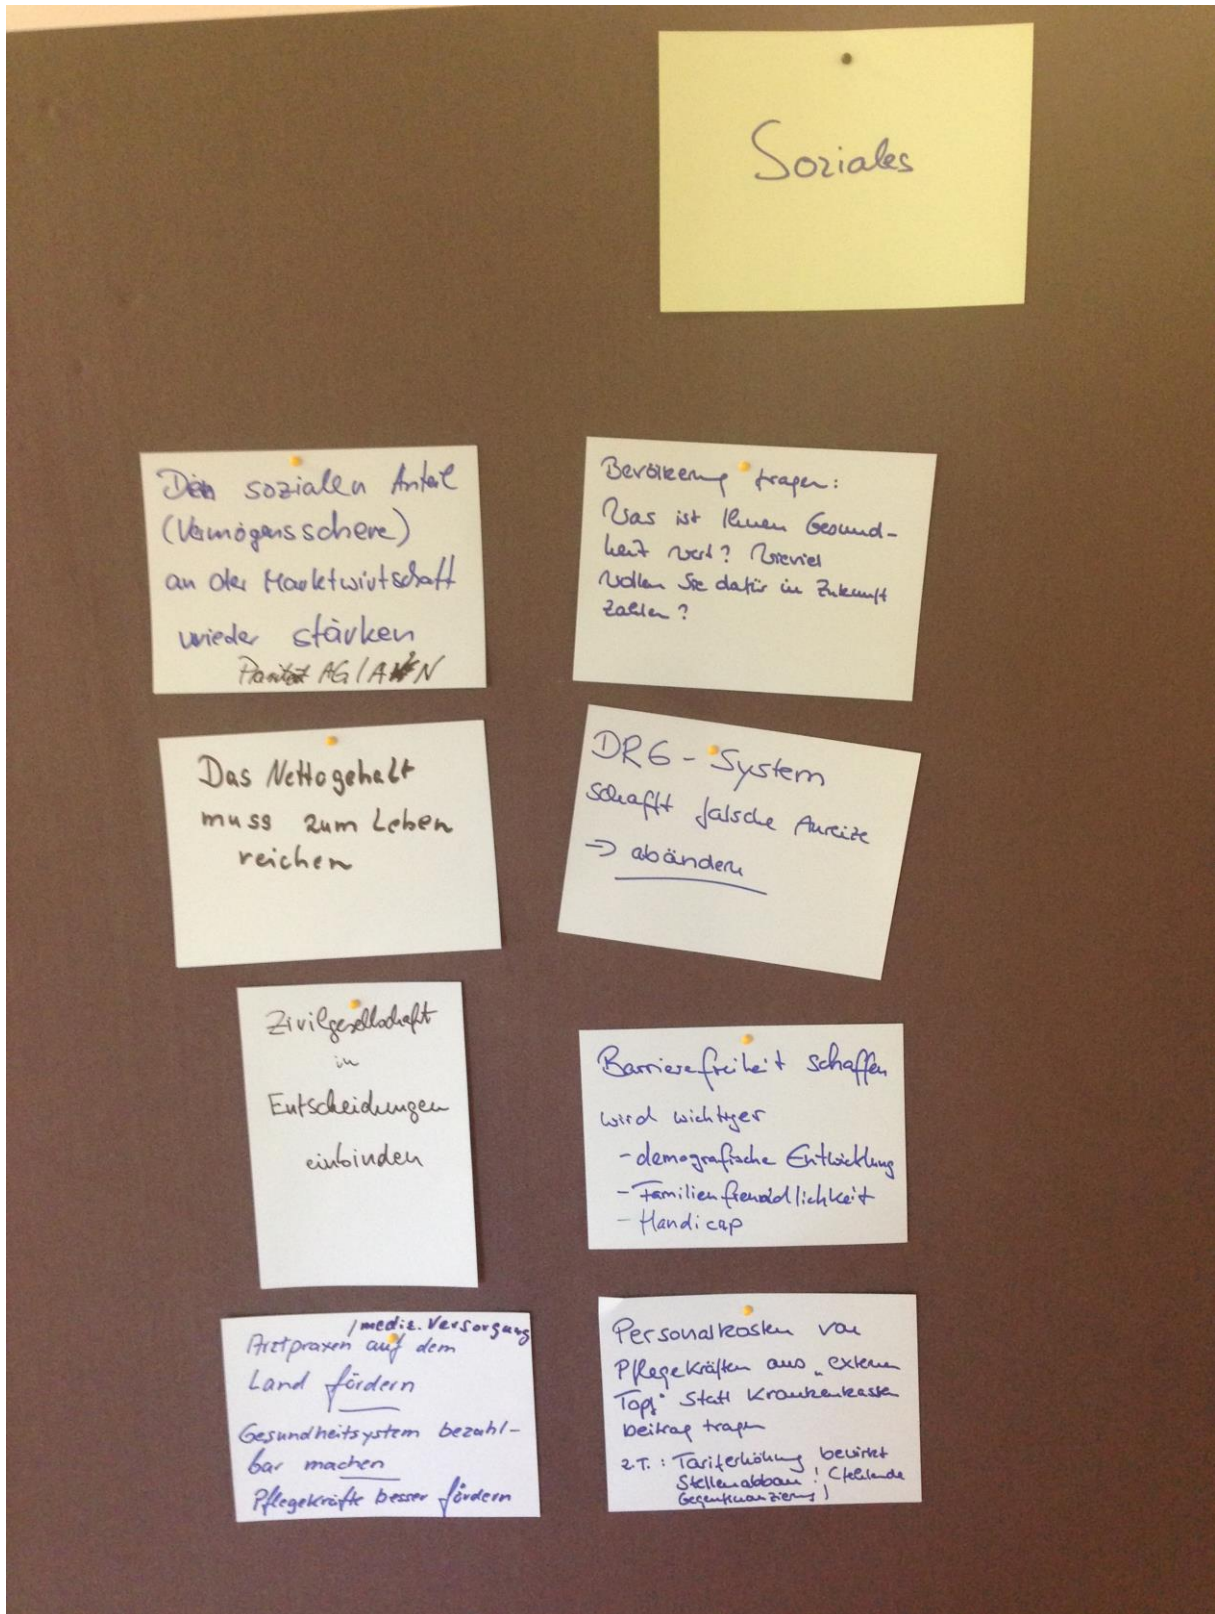 Soziales
Den sozialen Anteil
(Vermögensschere)
an der Marktwirtschaft
wieder stärken
Parität AG / AN
Bevölkerung fragen:
Was ist Ihnen Gesund-
heit wert? Wieviel
wollen Sie dafür in Zukunft
zahlen?
Das Nettogehalt
muss zum Leben
reichen
DRG - System
schafft falsche Anreize
→ abändern
Zivilgesellschaft
in
Entscheidungen
einbinden
Barrierefreiheit schaffen
wird wichtiger
- demografische Entwicklung
- Familienfreundlichkeit
- Handicap
/ mediz. Versorgung
Arztpraxen auf dem
Land fördern
Gesundheitsystem bezahl-
bar machen
Pflegekräfte besser fördern
Personalkosten von
Pflegekräften aus "extern
Topf" statt Krankenkassen
beitrag tragen
z.T.: Tariferhöhung bewirkt
Stellenabbau! (fehlende
Gegenfinanzierung)